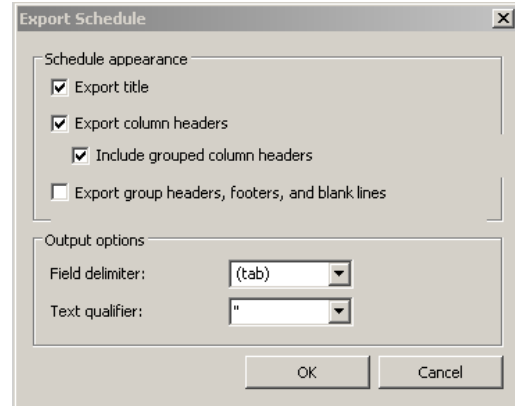 Export Schedule
Schedule appearance
Export title
Export column headers
Include grouped column headers
Export group headers, footers, and blank lines
Output options
Field delimiter: (tab)
Text qualifier: "
OK Cancel